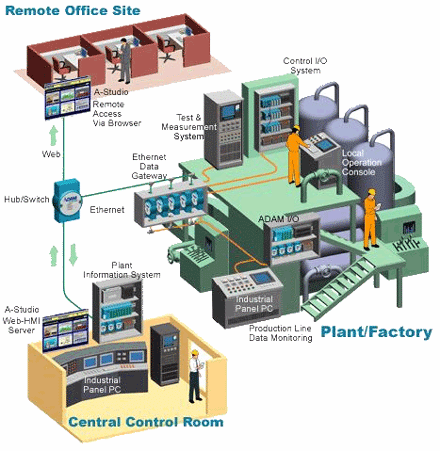 Remote Office Site
A-Studio
Remote
Access
Via Browser
Control I/O
System
Test &
Measurement
System
Local
Operation
Console
Web
Ethernet
Data
Gateway
Hub/Switch
Ethernet
ADAM I/O
Plant
Information System
Industrial
Panel PC
A-Studio
Web-HMI
Server
Production Line
Data Monitoring
Plant/Factory
Industrial
Panel PC
Central Control Room